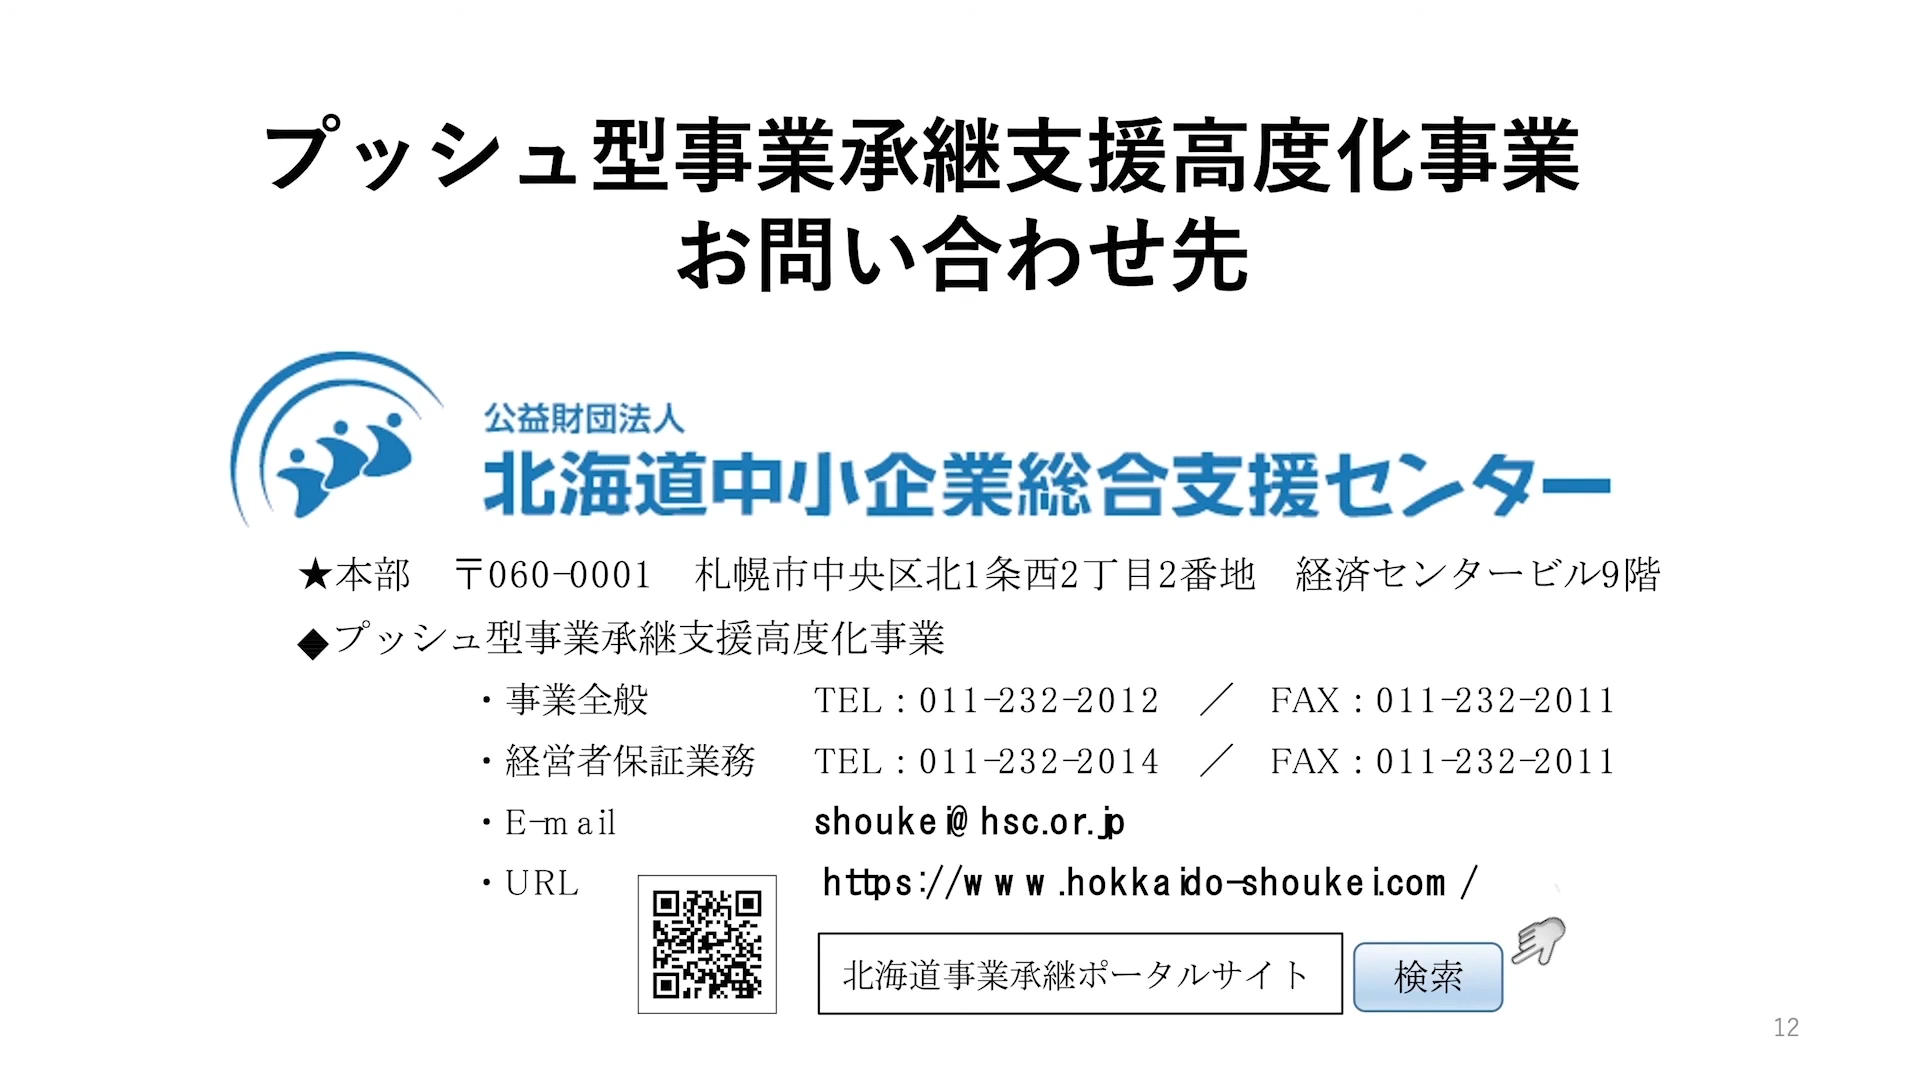 プッシュ型事業承継支援高度化事業
お問い合わせ先
公益財団法人
北海道中小企業総合支援センター
★本部　〒060-0001　札幌市中央区北1条西2丁目2番地　経済センタービル9階
◆プッシュ型事業承継支援高度化事業
・事業全般　TEL：011-232-2012　／　FAX：011-232-2011
・経営者保証業務　TEL：011-232-2014　／　FAX：011-232-2011
・E-mail　shoukei@hsc.or.jp
・URL　https://www.hokkaido-shoukei.com/
北海道事業承継ポータルサイト　検索
12